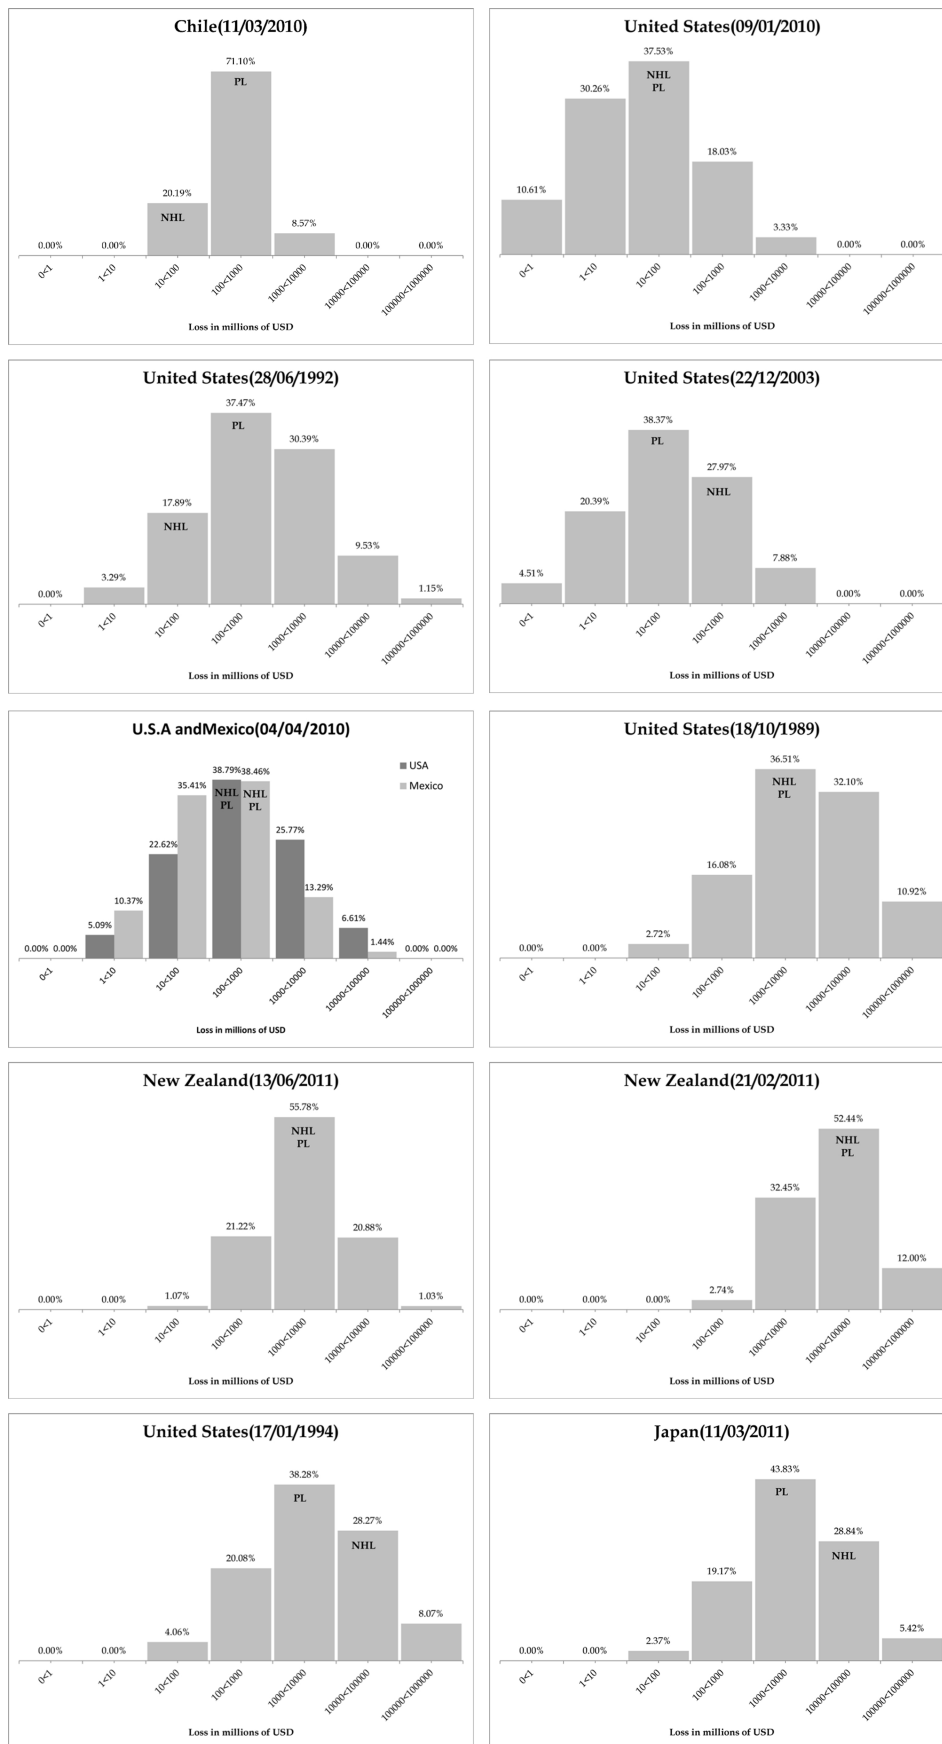 Chile(11/03/2010)
71.10%
PL
20.19%
NHL
8.57%
0.00% 0.00% 0.00% 0.00%
0<1 1<10 10<100 100<1000 1000<10000 10000<100000 100000<1000000
Loss in millions of USD
United States(09/01/2010)
37.53%
NHL
PL
30.26%
18.03%
10.61%
3.33%
0.00% 0.00%
0<1 1<10 10<100 100<1000 1000<10000 10000<100000 100000<1000000
Loss in millions of USD
United States(28/06/1992)
37.47%
PL
30.39%
17.89%
NHL
9.53%
3.29%
1.15%
0.00%
0<1 1<10 10<100 100<1000 1000<10000 10000<100000 100000<1000000
Loss in millions of USD
United States(22/12/2003)
38.37%
PL
27.97%
NHL
20.39%
7.88%
4.51%
0.00% 0.00%
0<1 1<10 10<100 100<1000 1000<10000 10000<100000 100000<1000000
Loss in millions of USD
U.S.A andMexico(04/04/2010)
USA
Mexico
38.79% 38.46%
NHL NHL
PL PL
35.41%
25.77%
22.62%
13.29%
10.37%
6.61%
5.09%
1.44%
0.00% 0.00% 0.00% 0.00%
0<1 1<10 10<100 100<1000 1000<10000 10000<100000 100000<1000000
Loss in millions of USD
United States(18/10/1989)
36.51%
NHL
PL
32.10%
16.08%
10.92%
2.72%
0.00% 0.00%
0<1 1<10 10<100 100<1000 1000<10000 10000<100000 100000<1000000
Loss in millions of USD
New Zealand(13/06/2011)
55.78%
NHL
PL
21.22%
20.88%
1.07%
1.03%
0.00% 0.00%
0<1 1<10 10<100 100<1000 1000<10000 10000<100000 100000<1000000
Loss in millions of USD
New Zealand(21/02/2011)
52.44%
NHL
PL
32.45%
12.00%
2.74%
0.00% 0.00% 0.00%
0<1 1<10 10<100 100<1000 1000<10000 10000<100000 100000<1000000
Loss in millions of USD
United States(17/01/1994)
38.28%
PL
28.27%
NHL
20.08%
8.07%
4.06%
0.00% 0.00%
0<1 1<10 10<100 100<1000 1000<10000 10000<100000 100000<1000000
Loss in millions of USD
Japan(11/03/2011)
43.83%
PL
28.84%
NHL
19.17%
5.42%
2.37%
0.00% 0.00%
0<1 1<10 10<100 100<1000 1000<10000 10000<100000 100000<1000000
Loss in millions of USD